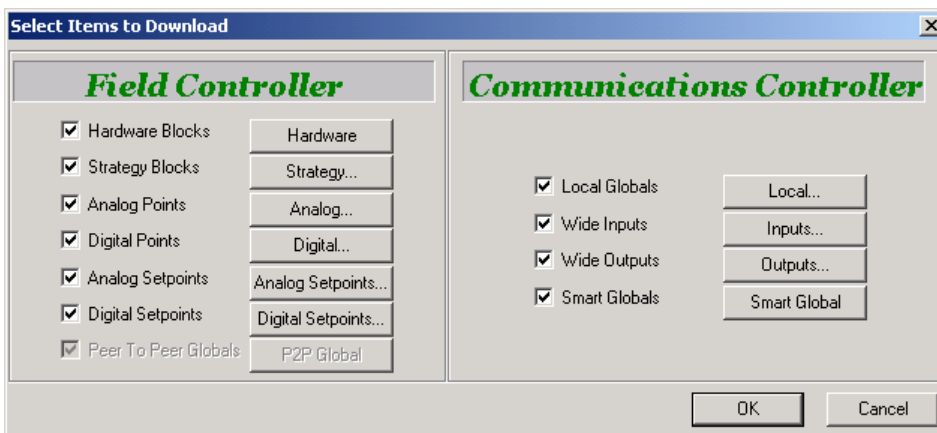 Select Items to Download
Field Controller
Hardware Blocks
Hardware
Strategy Blocks
Strategy...
Analog Points
Analog...
Digital Points
Digital...
Analog Setpoints
Analog Setpoints...
Digital Setpoints
Digital Setpoints...
Peer To Peer Globals
P2P Global
Communications Controller
Local Globals
Local...
Wide Inputs
Inputs...
Wide Outputs
Outputs...
Smart Globals
Smart Global
OK
Cancel